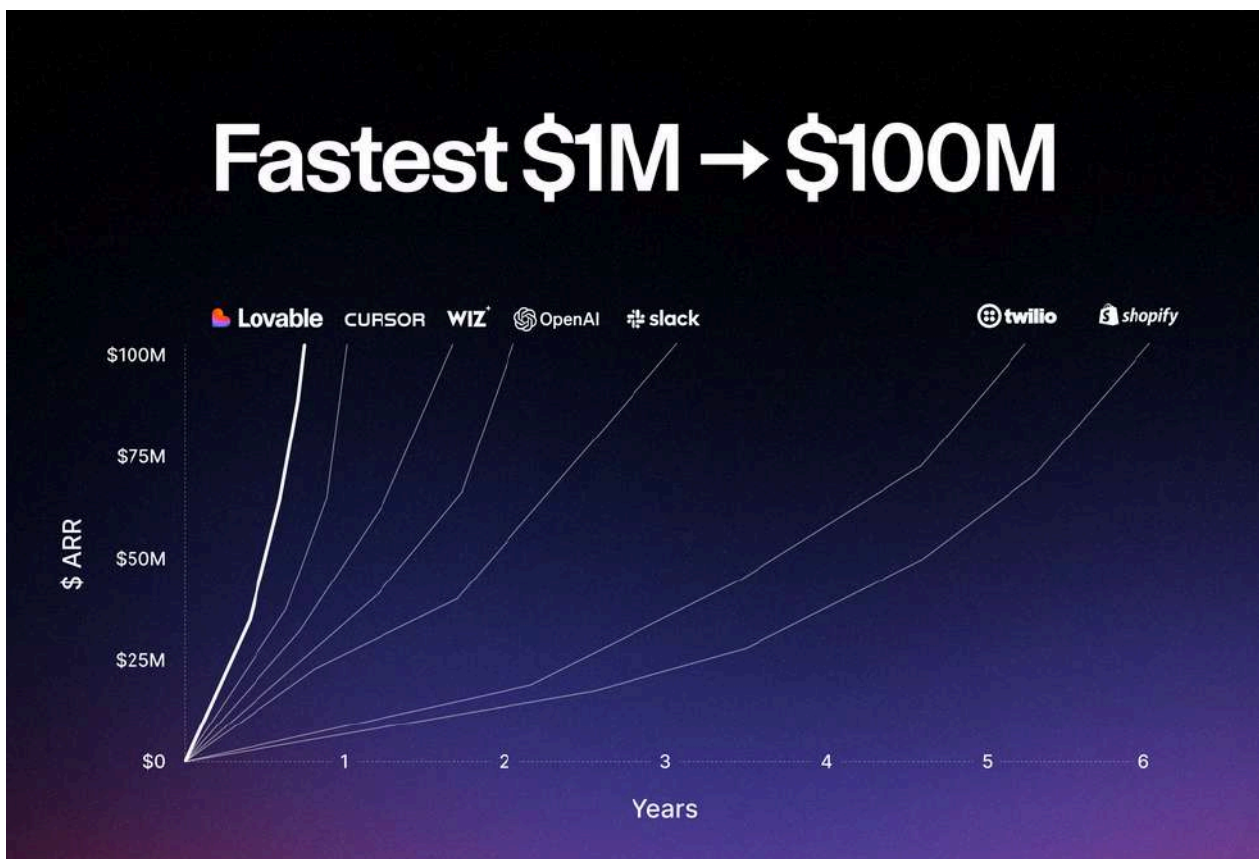 Fastest $1M → $100M
Lovable CURSOR WIZ OpenAI slack twilio shopify
$100M
$75M
$50M
$25M
$0
$ ARR
1 2 3 4 5 6
Years